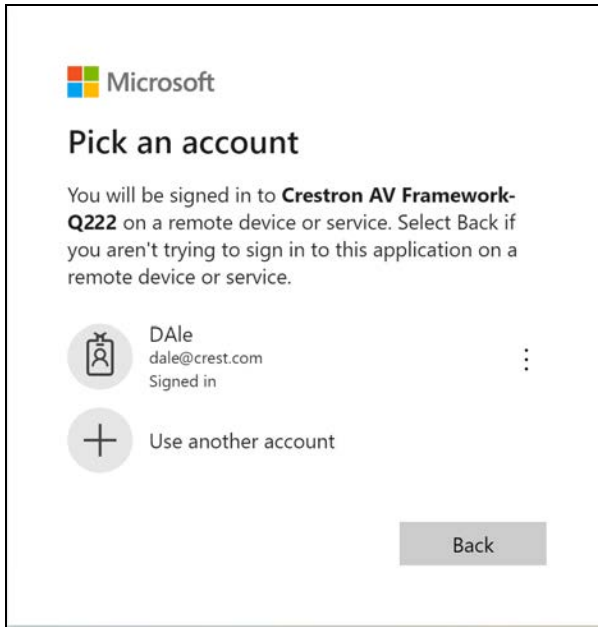 Microsoft
Pick an account
You will be signed in to Crestron AV Framework-
Q222 on a remote device or service. Select Back if
you aren't trying to sign in to this application on a
remote device or service.
DAle
dale@crest.com
Signed in
Use another account
Back